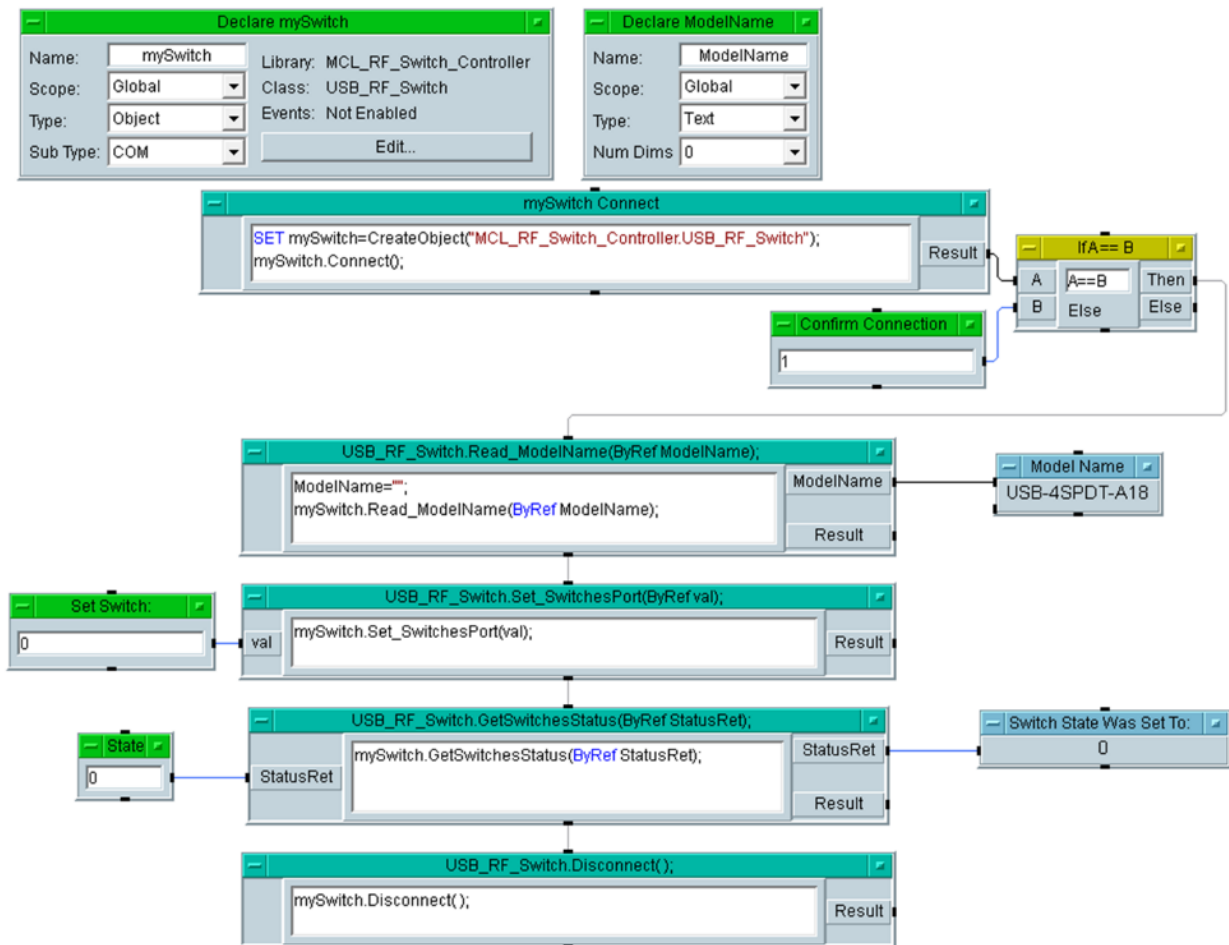 Declare mySwitch
Name: mySwitch
Library: MCL_RF_Switch_Controller
Scope: Global
Class: USB_RF_Switch
Type: Object
Events: Not Enabled
Sub Type: COM
Edit...
Declare ModelName
Name: ModelName
Scope: Global
Type: Text
Num Dims 0
mySwitch Connect
SET mySwitch=CreateObject("MCL_RF_Switch_Controller.USB_RF_Switch");
mySwitch.Connect();
Result
IfA== B
A A==B Then
B Else Else
Confirm Connection
1
USB_RF_Switch.Read_ModelName(ByRef ModelName);
ModelName="";
mySwitch.Read_ModelName(ByRef ModelName);
ModelName
Result
Model Name
USB-4SPDT-A18
Set Switch:
0
USB_RF_Switch.Set_SwitchesPort(ByRef val);
val
mySwitch.Set_SwitchesPort(val);
Result
State
0
USB_RF_Switch.GetSwitchesStatus(ByRef StatusRet);
StatusRet
mySwitch.GetSwitchesStatus(ByRef StatusRet);
StatusRet
Result
Switch State Was Set To:
0
USB_RF_Switch.Disconnect( );
mySwitch.Disconnect( );
Result